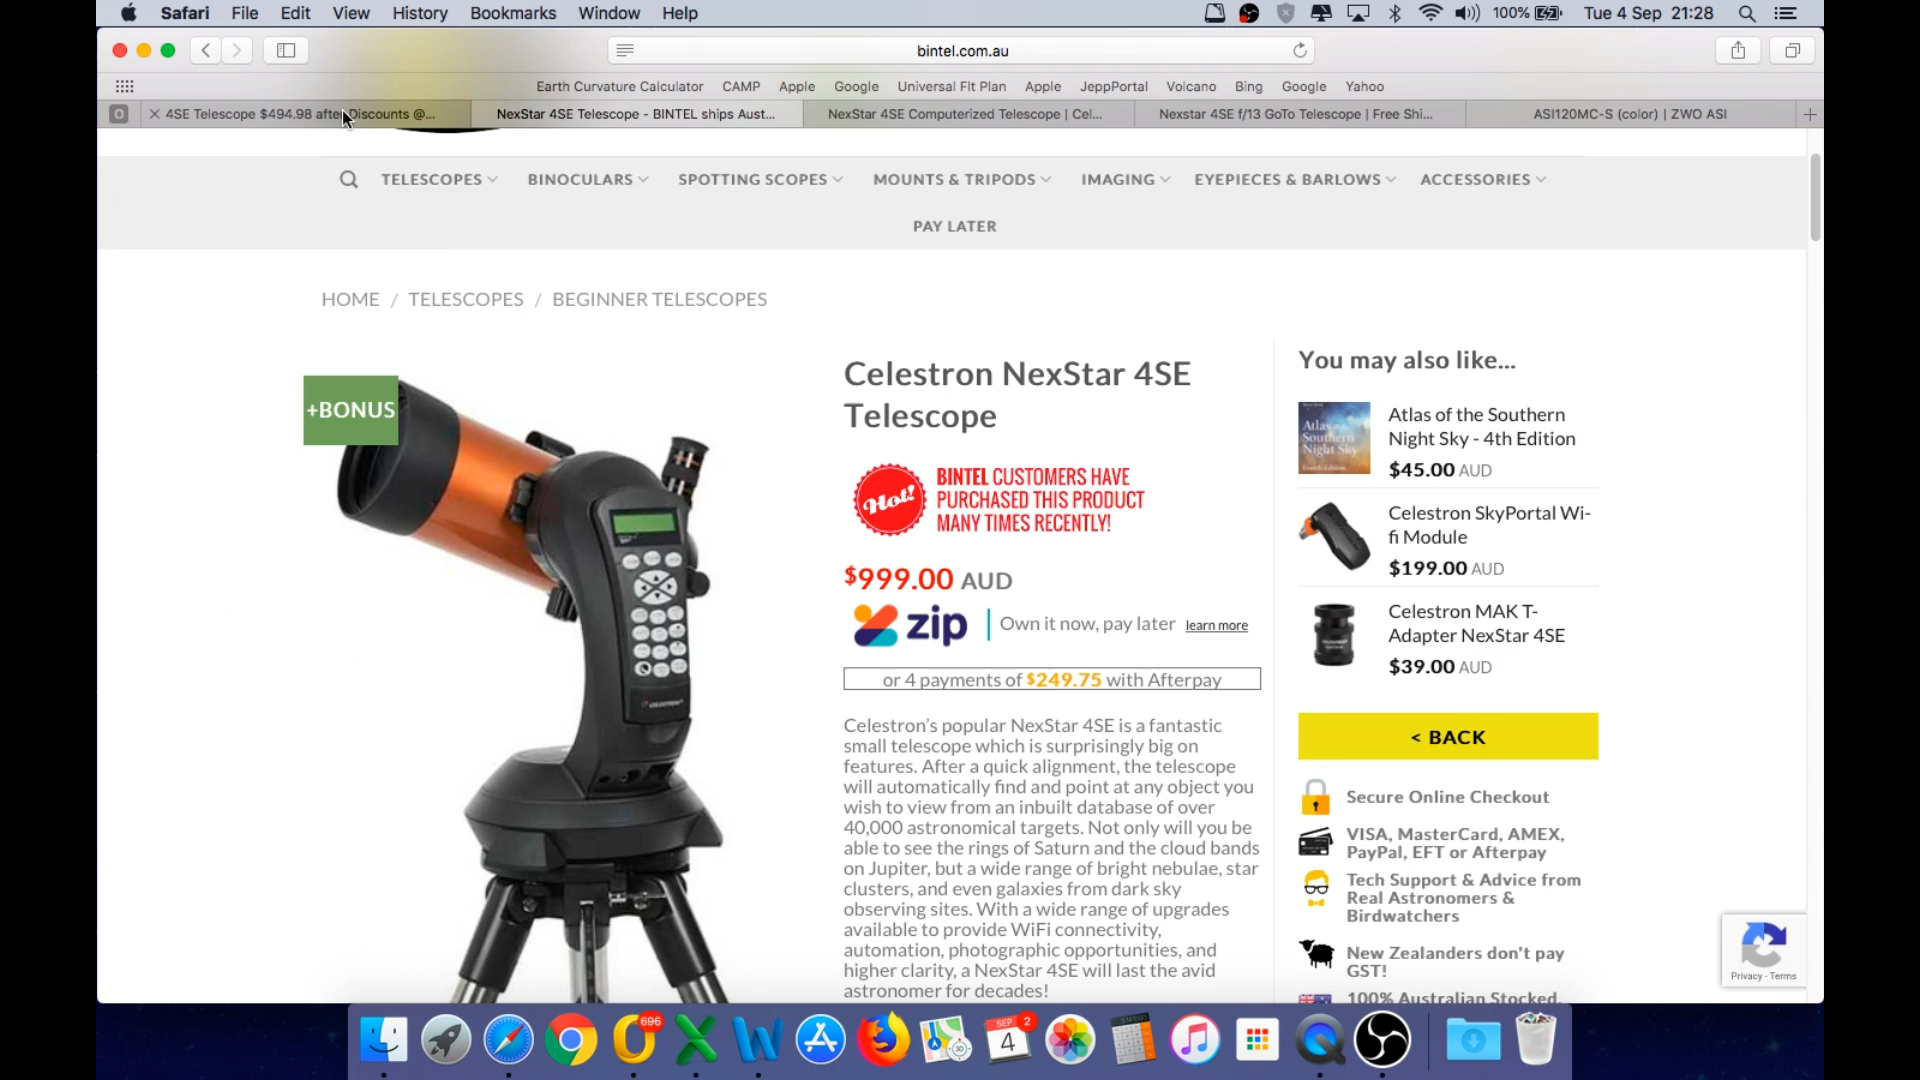 Safari File Edit View History Bookmarks Window Help 100% Tue 4 Sep 21:28
bintel.com.au
Earth Curvature Calculator CAMP Apple Google Universal Flt Plan Apple JeppPortal Volcano Bing Google Yahoo
4SE Telescope $494.98 after Discounts @... NexStar 4SE Telescope - BINTEL ships Aust... NexStar 4SE Computerized Telescope | Cel... Nexstar 4SE f/13 GoTo Telescope | Free Shi... ASI120MC-S (color) | ZWO ASI
TELESCOPES BINOCULARS SPOTTING SCOPES MOUNTS & TRIPODS IMAGING EYEPIECES & BARLOWS ACCESSORIES
PAY LATER
HOME / TELESCOPES / BEGINNER TELESCOPES
+BONUS
Celestron NexStar 4SE
Telescope
Hot!
BINTEL CUSTOMERS HAVE
PURCHASED THIS PRODUCT
MANY TIMES RECENTLY!
$999.00 AUD
zip Own it now, pay later learn more
or 4 payments of $249.75 with Afterpay
Celestron's popular NexStar 4SE is a fantastic
small telescope which is surprisingly big on
features. After a quick alignment, the telescope
will automatically find and point at any object you
wish to view from an inbuilt database of over
40,000 astronomical targets. Not only will you be
able to see the rings of Saturn and the cloud bands
on Jupiter, but a wide range of bright nebulae, star
clusters, and even galaxies from dark sky
observing sites. With a wide range of upgrades
available to provide WiFi connectivity,
automation, photographic opportunities, and
higher clarity, a NexStar 4SE will last the avid
astronomer for decades!
You may also like...
Atlas of the Southern
Night Sky - 4th Edition
$45.00 AUD
Celestron SkyPortal Wi-
fi Module
$199.00 AUD
Celestron MAK T-
Adapter NexStar 4SE
$39.00 AUD
< BACK
Secure Online Checkout
VISA, MasterCard, AMEX,
PayPal, EFT or Afterpay
Tech Support & Advice from
Real Astronomers &
Birdwatchers
New Zealanders don't pay
GST!
100% Australian Stocked,
Privacy - Terms
696
SEP 2
4